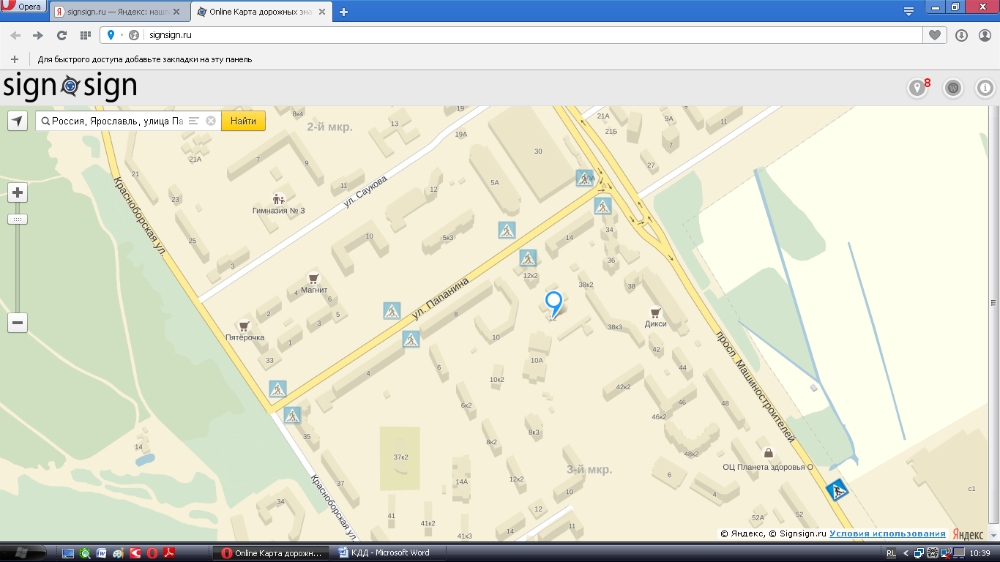 Opera
signsign.ru — Яндекс: наш
Online Карта дорожных зна
signsign.ru
Для быстрого доступа добавьте закладки на эту панель
sign sign
8
Россия, Ярославль, улица Па
Найти
2-й мкр.
8к4
13
19
19А
21А
21Б
9А
11
7
27
21А
7
9
21
11
23
30
5А
12
ул. Саукова
Красноборская ул.
Гимназия № 3
25
10
5к3
3
14
34
36
12к2
38к2
38
Магнит
4
6
2
3
5
ул. Папанина
8
12
Дикси
38к3
Пятёрочка
1
10
33
10А
42
44
просп. Машиностроителей
4
6
10к2
42к2
46
48
6к2
46к2
8к3
8к2
35
14
37к2
48к2
ОЦ Планета здоровья О
3-й мкр.
6
4
12к2
14А
10
37
34
Красноборская ул.
12
41
41к2
14
11
41к3
52А
52
с1
© Яндекс, © Signsign.ru Условия использования Яндекс
Online Карта дорожн...
КДД - Microsoft Word
RL
10:39